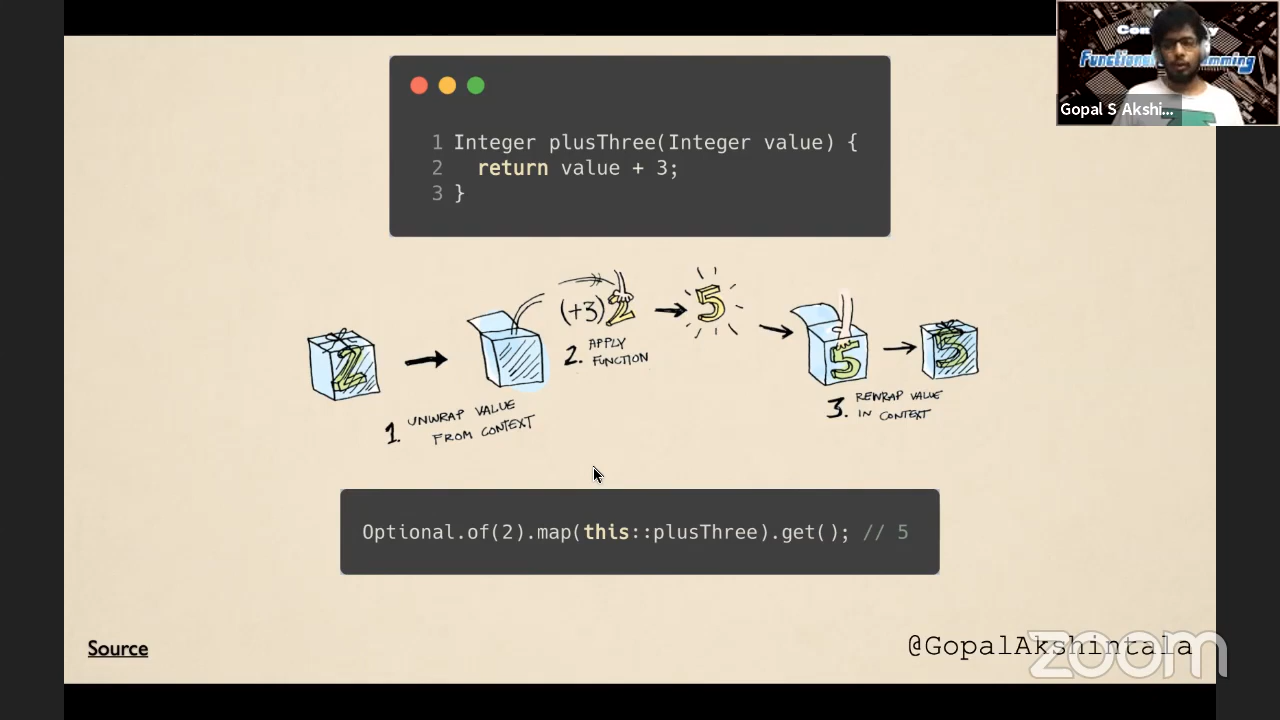 1 Integer plusThree(Integer value) {
2 return value + 3;
3 }
Gopal S Akshi...
2
1. UNWRAP VALUE
FROM CONTEXT
(+3)2
2. APPLY
FUNCTION
5
5
3. REWRAP VALUE
IN CONTEXT
5
Optional.of(2).map(this::plusThree).get(); // 5
Source
@GopalAkshintala
zoom